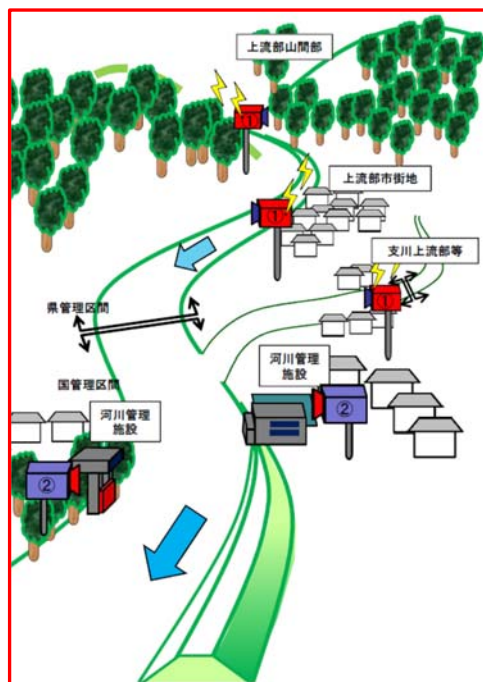 上流部山間部
①
上流部市街地
①
支川上流部等
①
県管理区間
国管理区間
河川管理
施設
②
河川管理
施設
②